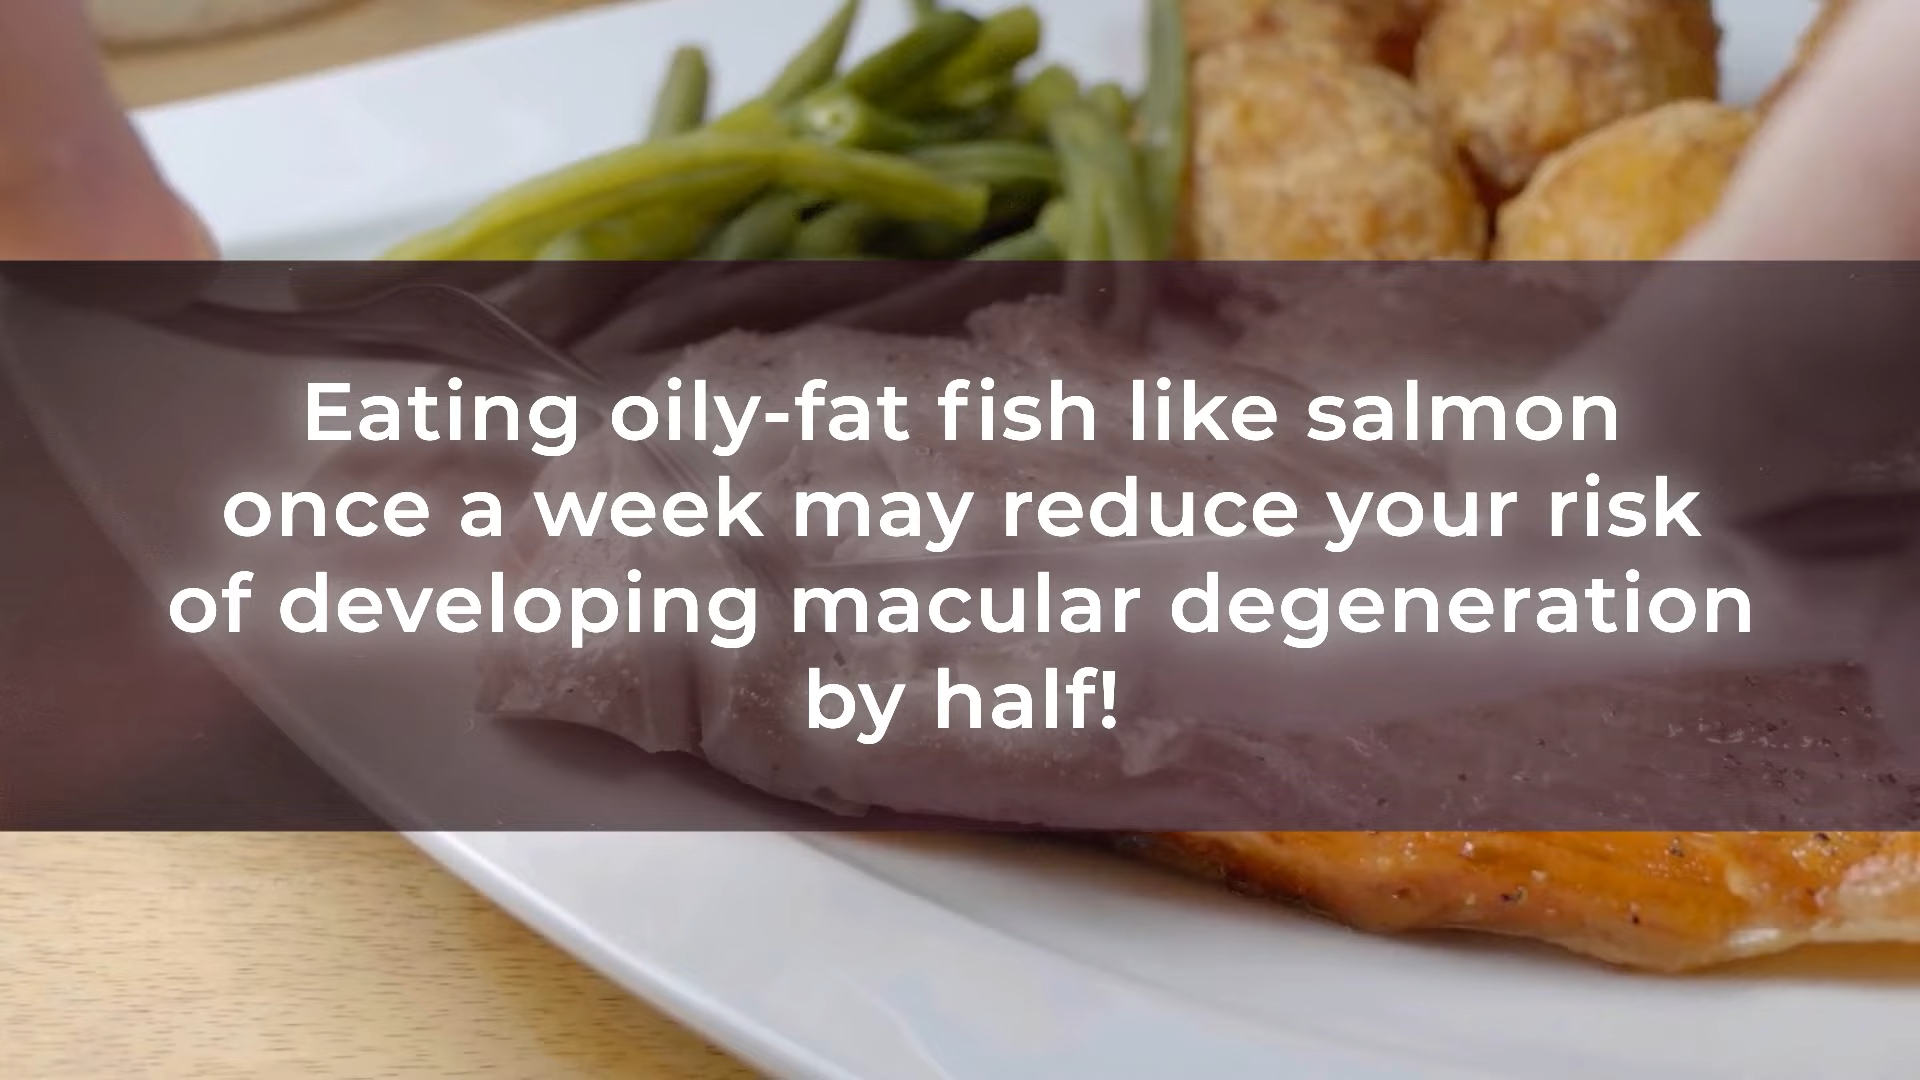 Eating oily-fat fish like salmon
once a week may reduce your risk
of developing macular degeneration
by half!